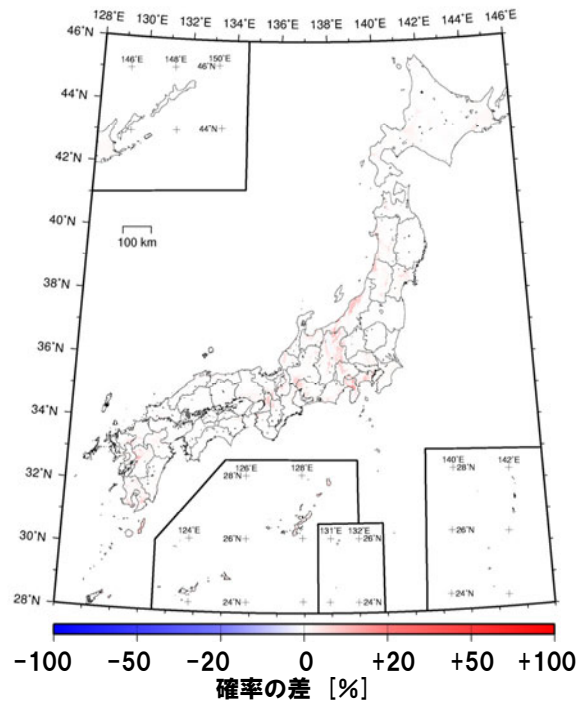 128°E 130°E 132°E 134°E 136°E 138°E 140°E 142°E 144°E 146°E
46°N
146°E 148°E 150°E
46°N
44°N
44°N
42°N
40°N
100 km
38°N
36°N
34°N
32°N
126°E 128°E
28°N
140°E 142°E
28°N
124°E
26°N
131°E 132°E
26°N
26°N
30°N
24°N
24°N
24°N
28°N
-100 -50 -20 0 +20 +50 +100
確率の差 [%]